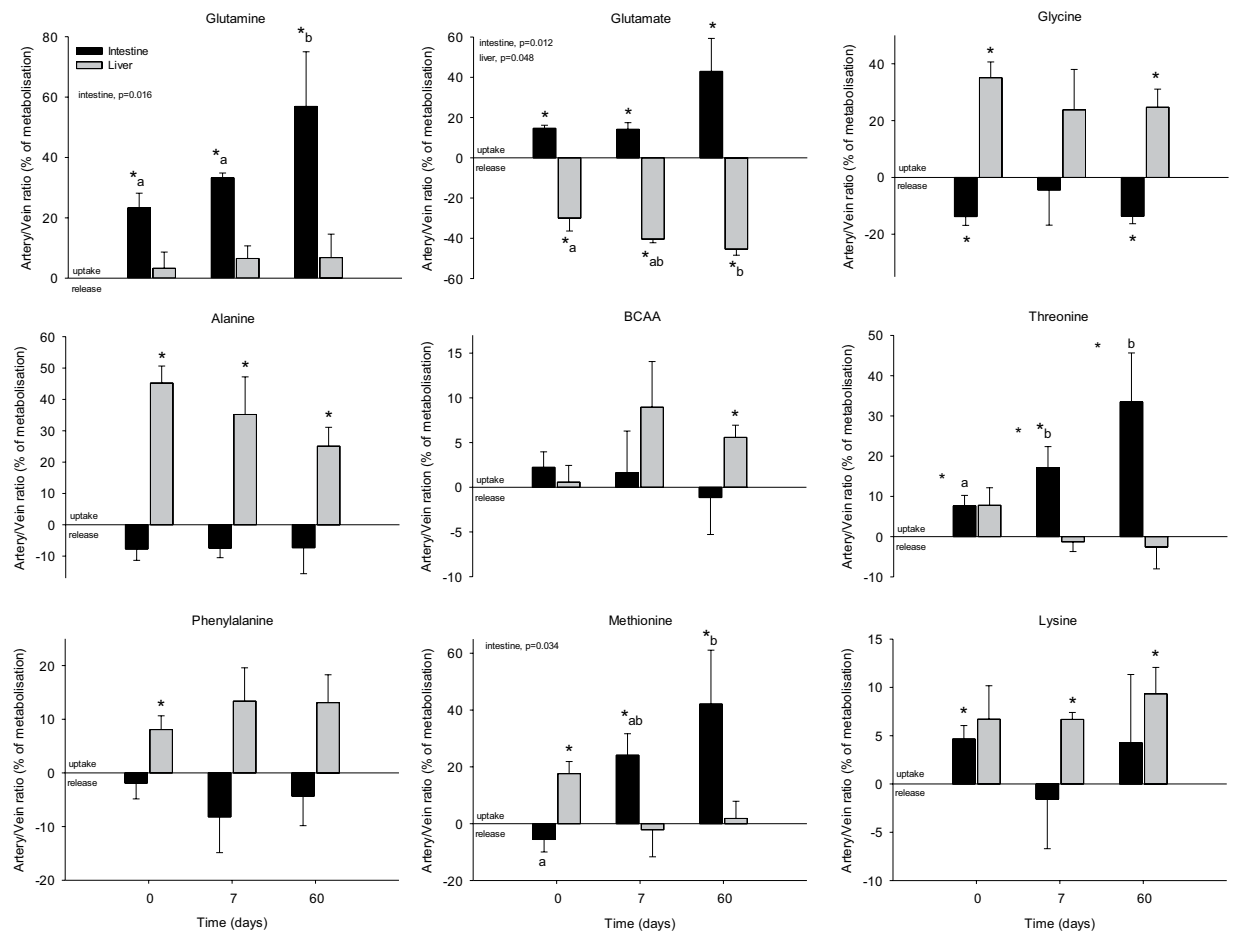 Glutamine
Artery/Vein ratio (% of metabolisation)
80
60
40
20
0
Intestine
Liver
intestine, p=0.016
*a
*a
*b
uptake
release
Glutamate
Artery/Vein ratio (% of metabolisation)
60
40
20
0
-20
-40
-60
intestine, p=0.012
liver, p=0.048
*
*
*
uptake
release
*a
*ab
*b
Glycine
Artery/Vein ratio (% of metabolisation)
40
20
0
-20
*
*
uptake
release
*
*
Alanine
Artery/Vein ratio (% of metabolisation)
60
50
40
30
20
10
0
-10
*
*
*
uptake
release
BCAA
Artery/Vein ration (% of metabolisation)
15
10
5
0
-5
-10
*
uptake
release
Threonine
Artery/Vein ratio (% of metabolisation)
50
40
30
20
10
0
-10
* b
* *b
* a
uptake
release
Phenylalanine
Artery/Vein ratio (% of metabolisation)
20
10
0
-10
-20
*
uptake
release
0 7 60
Time (days)
Methionine
Artery/Vein ratio (% of metabolisation)
60
40
20
0
-20
intestine, p=0.034
*b
*ab
*
uptake
release
a
0 7 60
Time (days)
Lysine
Artery/Vein ratio (% of metabolisation)
15
10
5
0
-5
-10
*
*
*
uptake
release
0 7 60
Time (days)